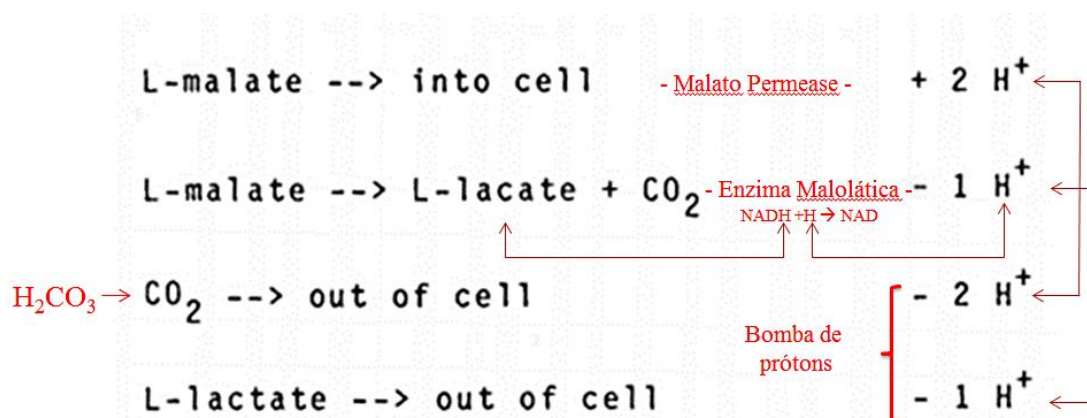 L-malate --> into cell - Malato Permease - + 2 H⁺
L-malate --> L-lacate + CO₂ - Enzima Malolática - - 1 H⁺
NADH +H → NAD
H₂CO₃ → CO₂ --> out of cell - 2 H⁺
Bomba de
prótons
L-lactate --> out of cell - 1 H⁺